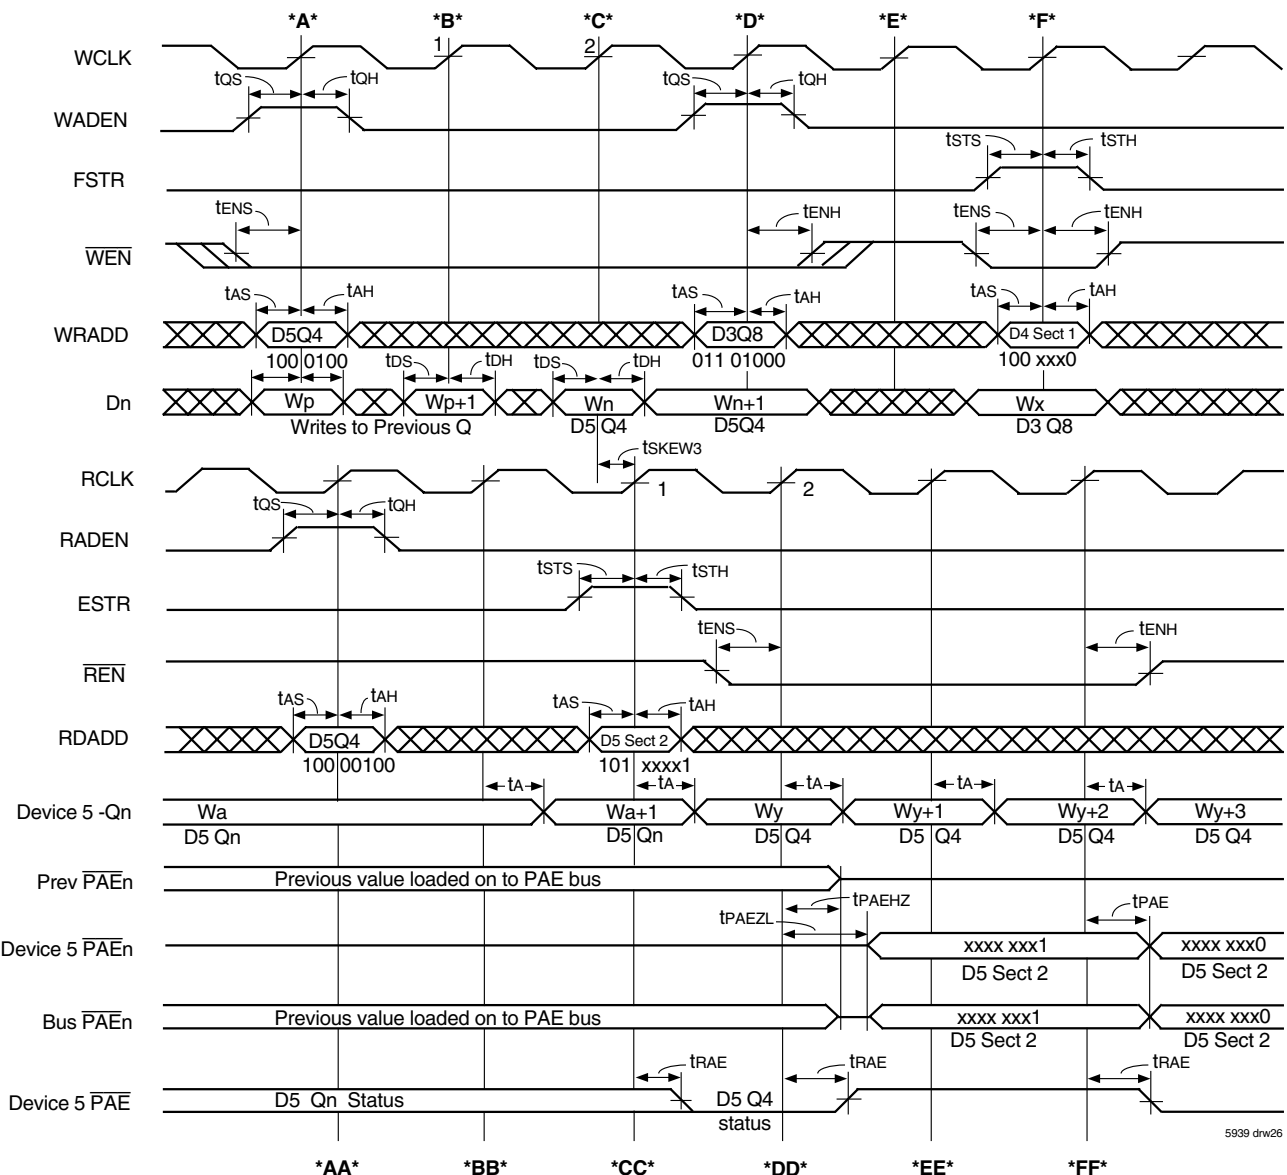 *A* *B* *C* *D* *E* *F*
WCLK 1 2
tQS tQH tQS tQH
WADEN
tSTS tSTH
FSTR
tENS tENH tENS tENH
WEN
tAS tAH tAS tAH tAS tAH
WRADD D5Q4 D3Q8 D4 Sect 1
100 0100 011 01000 100 xxx0
tDS tDH tDS tDH
Dn Wp Wp+1 Wn Wn+1 Wx
Writes to Previous Q D5 Q4 D5Q4 D3 Q8
tSKEW3
RCLK 1 2
tQS tQH
RADEN
tSTS tSTH
ESTR
tENS tENH
REN
tAS tAH tAS tAH
RDADD D5Q4 D5 Sect 2
100 00100 101 xxxx1
tA tA tA tA tA
Device 5 -Qn Wa Wa+1 Wy Wy+1 Wy+2 Wy+3
D5 Qn D5 Qn D5 Q4 D5 Q4 D5 Q4 D5 Q4
Prev PAEn Previous value loaded on to PAE bus
tPAEHZ tPAE
tPAEZL
Device 5 PAEn xxxx xxx1 xxxx xxx0
D5 Sect 2 D5 Sect 2
Bus PAEn Previous value loaded on to PAE bus xxxx xxx1 xxxx xxx0
D5 Sect 2 D5 Sect 2
tRAE tRAE tRAE
Device 5 PAE D5 Qn Status D5 Q4
status
5939 drw26
*AA* *BB* *CC* *DD* *EE* *FF*